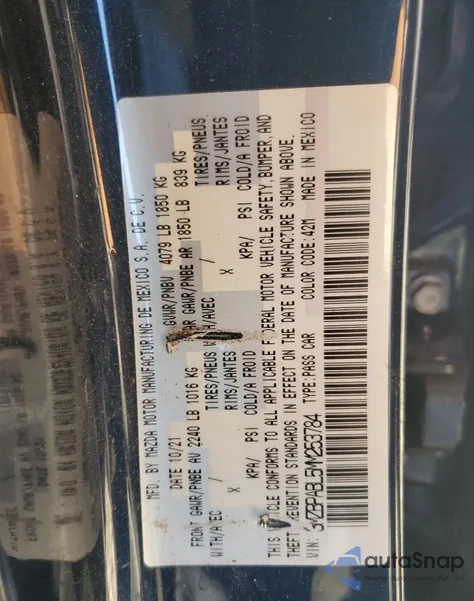 MFD. BY MAZDA MOTOR MANUFACTURING DE MEXICO S.A. DE C.V.
DATE 10/21 GVWR/PNBV 4079 LB 1850 KG
FRONT GAWR/PNBE AV 2240 LB 1016 KG GAWR/PNBE AR 1850 LB 839 KG
WITH/AVEC / TIRES/PNEUS /AVEC / TIRES/PNEUS
X RIMS/JANTES X RIMS/JANTES
KPA/ PSI COLD/A FROID KPA/ PSI COLD/A FROID
THIS VEHICLE CONFORMS TO ALL APPLICABLE FEDERAL MOTOR VEHICLE SAFETY, BUMPER, AND
THEFT PREVENTION STANDARDS IN EFFECT ON THE DATE OF MANUFACTURE SHOWN ABOVE.
VIN: TYPE:PASS CAR COLOR CODE:42M MADE IN MEXICO
autoSnap